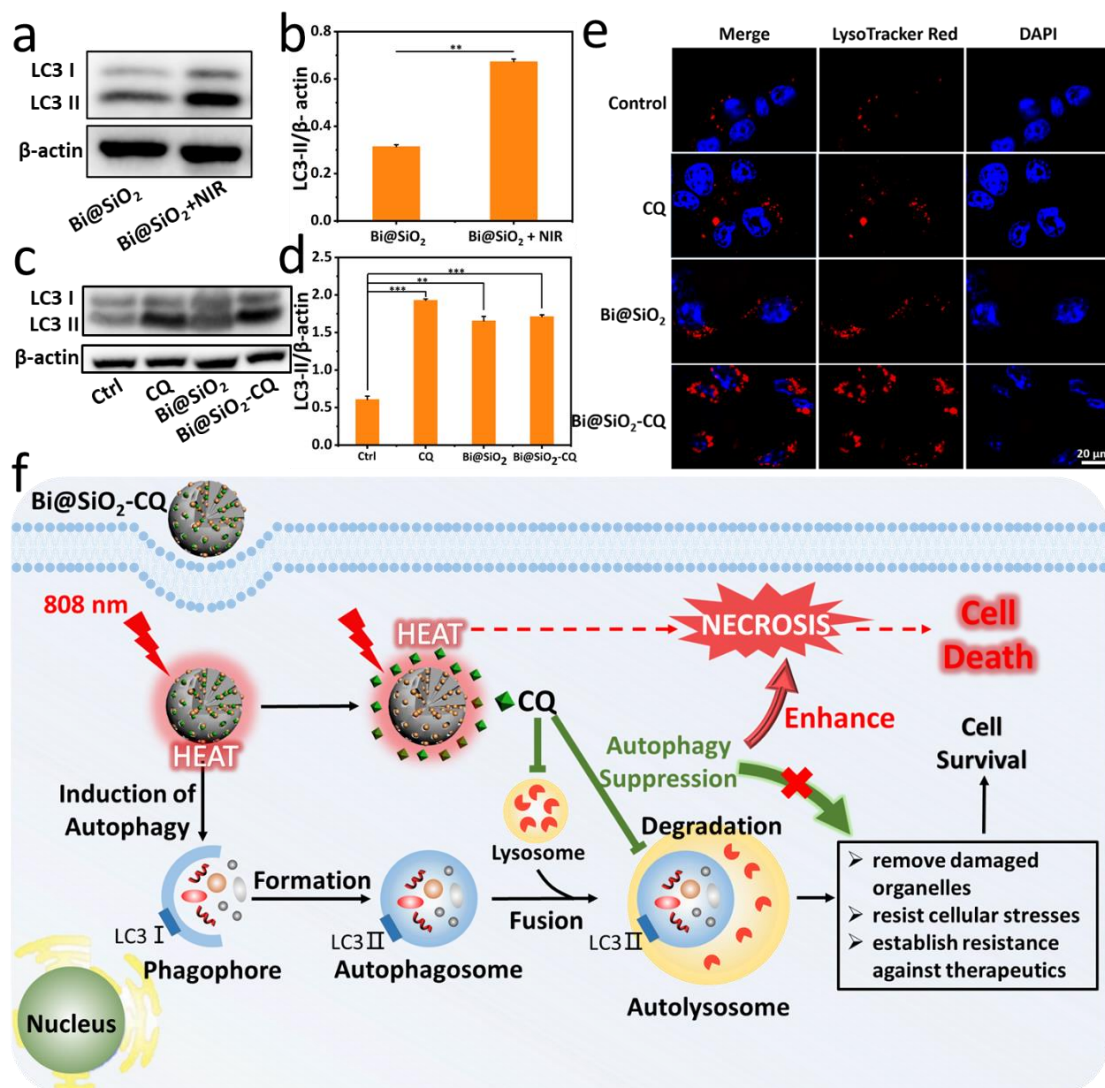 a
LC3 I
LC3 II
β-actin
Bi@SiO₂
Bi@SiO₂+NIR
b
LC3-II/β- actin
0.8
0.6
0.3
0.0
**
Bi@SiO₂
Bi@SiO₂ + NIR
c
LC3 I
LC3 II
β-actin
Ctrl
CQ
Bi@SiO₂
Bi@SiO₂-CQ
d
LC3-II/β-actin
2.5
2.0
1.5
1.0
0.5
0.0
***
**
***
Ctrl
CQ
Bi@SiO₂
Bi@SiO₂-CQ
e
Merge
LysoTracker Red
DAPI
Control
CQ
Bi@SiO₂
Bi@SiO₂-CQ
20 μm
f
Bi@SiO₂-CQ
808 nm
HEAT
HEAT
NECROSIS
Cell
Death
CQ
Enhance
Autophagy
Suppression
Cell
Survival
Induction of
Autophagy
Lysosome
Degradation
Formation
Fusion
LC3 I
Phagophore
LC3 II
Autophagosome
LC3 II
Autolysosome
➢ remove damaged
organelles
➢ resist cellular stresses
➢ establish resistance
against therapeutics
Nucleus